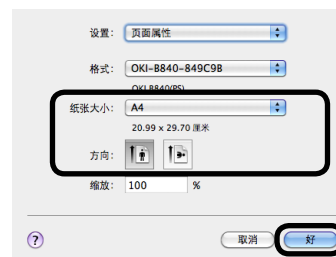 设置： 页面属性
格式： OKI-B840-849C9B
OKI B840(PS)
纸张大小： A4
20.99 x 29.70 厘米
方向：
缩放： 100 %
? 取消 好